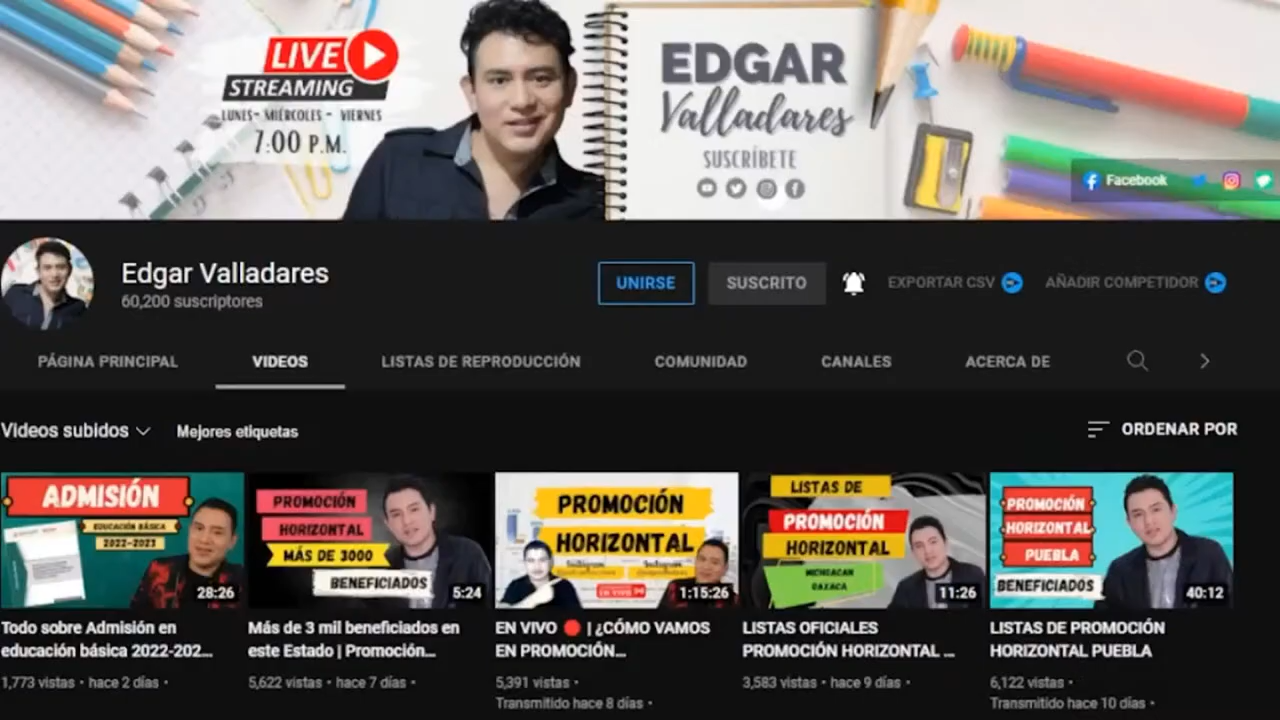 LIVE
STREAMING
LUNES- MIÉRCOLES - VIERNES
7:00 P.M.
EDGAR
Valladares
SUSCRÍBETE
Facebook
Edgar Valladares
60,200 suscriptores
UNIRSE
SUSCRITO
EXPORTAR CSV
AÑADIR COMPETIDOR
PÁGINA PRINCIPAL
VIDEOS
LISTAS DE REPRODUCCIÓN
COMUNIDAD
CANALES
ACERCA DE
Videos subidos
Mejores etiquetas
ORDENAR POR
ADMISIÓN
EDUCACIÓN BÁSICA
2022-2023
28:26
Todo sobre Admisión en
educación básica 2022-202...
1,773 vistas • hace 2 días •
PROMOCIÓN
HORIZONTAL
MÁS DE 3000
BENEFICIADOS
5:24
Más de 3 mil beneficiados en
este Estado | Promoción...
5,622 vistas • hace 7 días •
PROMOCIÓN
HORIZONTAL
EN VIVO
1:15:26
EN VIVO 🔴 | ¿CÓMO VAMOS
EN PROMOCIÓN...
5,391 vistas •
Transmitido hace 8 días •
LISTAS DE
PROMOCIÓN
HORIZONTAL
MICHOACAN
OAXACA
11:26
LISTAS OFICIALES
PROMOCIÓN HORIZONTAL ...
3,583 vistas • hace 9 días •
PROMOCIÓN
HORIZONTAL
PUEBLA
BENEFICIADOS
40:12
LISTAS DE PROMOCIÓN
HORIZONTAL PUEBLA
6,122 vistas •
Transmitido hace 10 días •